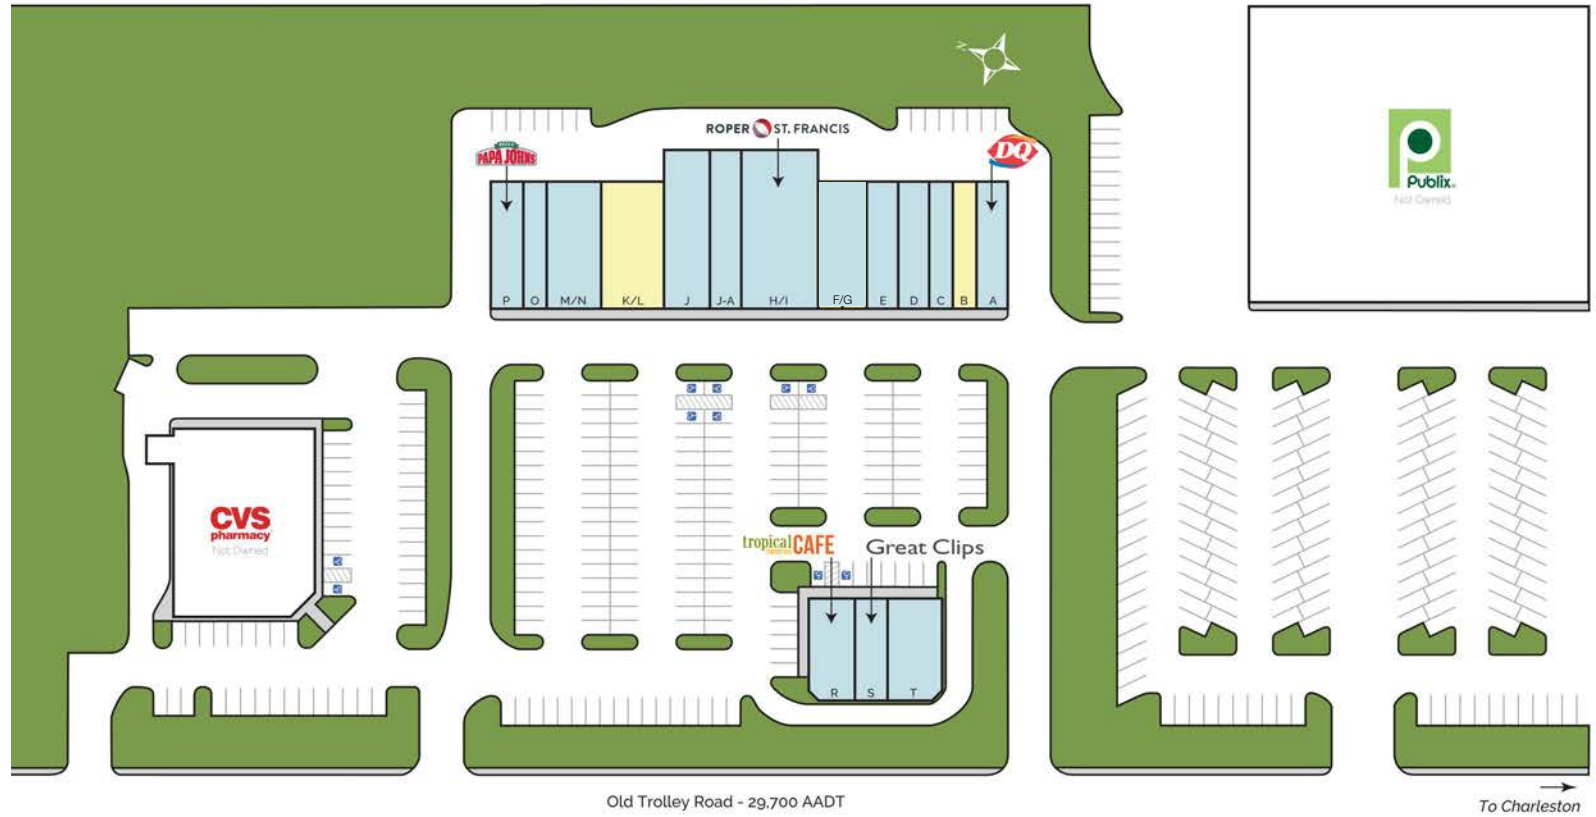 N
ROPER ST. FRANCIS
PAPA JOHNS
DQ
Publix
Not Owned
P O M/N K/L J J-A H/I F/G E D C B A
CVS
pharmacy
Not Owned
tropical CAFE
Great Clips
R S T
Old Trolley Road - 29,700 AADT
To Charleston